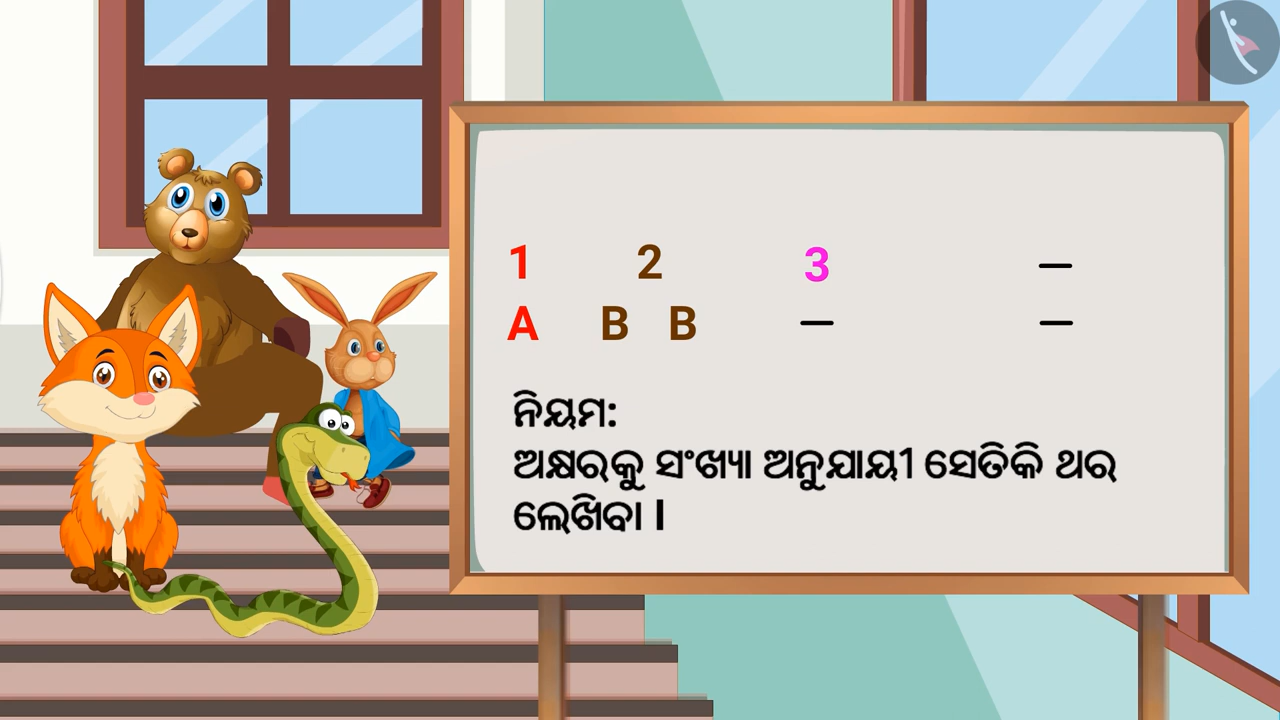 1 2 3 _
A B B _ _
ନିୟମ:
ଅକ୍ଷରକୁ ସଂଖ୍ୟା ଅନୁଯାୟୀ ସେତିକି ଥର୍
ଲେଖିବା ।